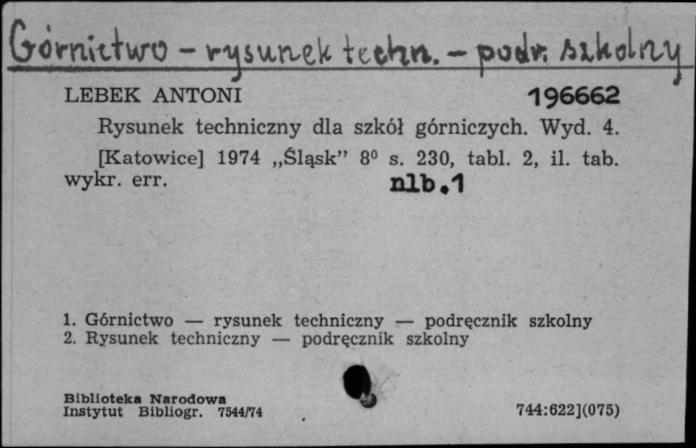 Górnictwo – rysunek techn. – podr. szkolny
LEBEK ANTONI 196662
Rysunek techniczny dla szkół górniczych. Wyd. 4.
[Katowice] 1974 „Śląsk” 8⁰ s. 230, tabl. 2, il. tab.
wykr. err. nlb.1
1. Górnictwo — rysunek techniczny — podręcznik szkolny
2. Rysunek techniczny — podręcznik szkolny
Biblioteka Narodowa
Instytut Bibliogr. 7544/74 744:622](075)